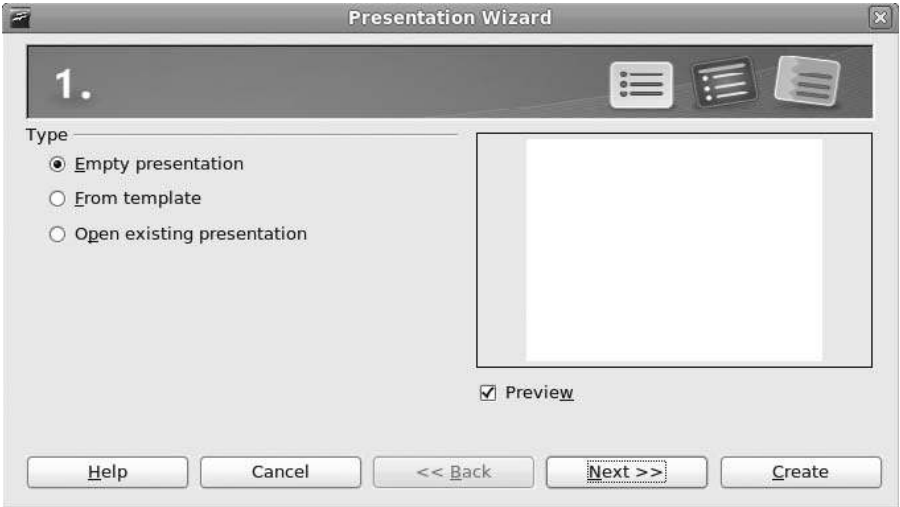 Presentation Wizard
1.
Type
Empty presentation
From template
Open existing presentation
Preview
Help Cancel << Back Next >> Create